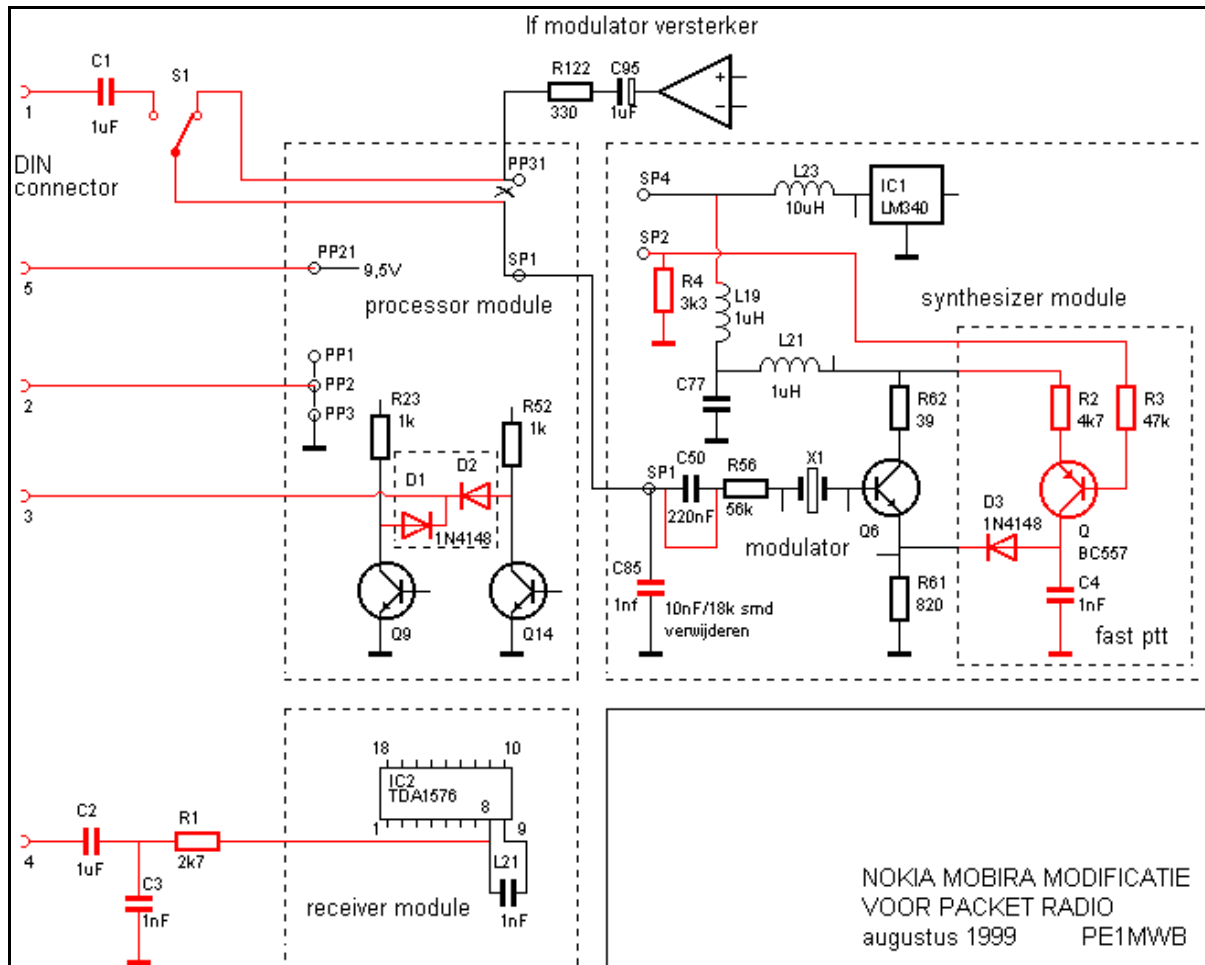 lf modulator versterker
C1
1uF
S1
1
DIN
connector
R122
330
C95
1uF
+
−
PP31
SP4
L23
10uH
IC1
LM340
SP2
R4
3k3
L19
1uH
synthesizer module
5
PP21
9,5V
SP1
processor module
L21
1uH
C77
2
PP1
PP2
PP3
R23
1k
R52
1k
R62
39
R2
4k7
R3
47k
3
D1
D2
1N4148
SP1
C50
220nF
R56
56k
X1
Q6
modulator
D3
1N4148
Q
BC557
C85
1nf
10nF/18k smd
verwijderen
R61
820
C4
1nF
fast ptt
Q9
Q14
18
10
IC2
TDA1576
8
1
9
L21
1nF
receiver module
4
C2
1uF
R1
2k7
C3
1nF
NOKIA MOBIRA MODIFICATIE
VOOR PACKET RADIO
augustus 1999 PE1MWB